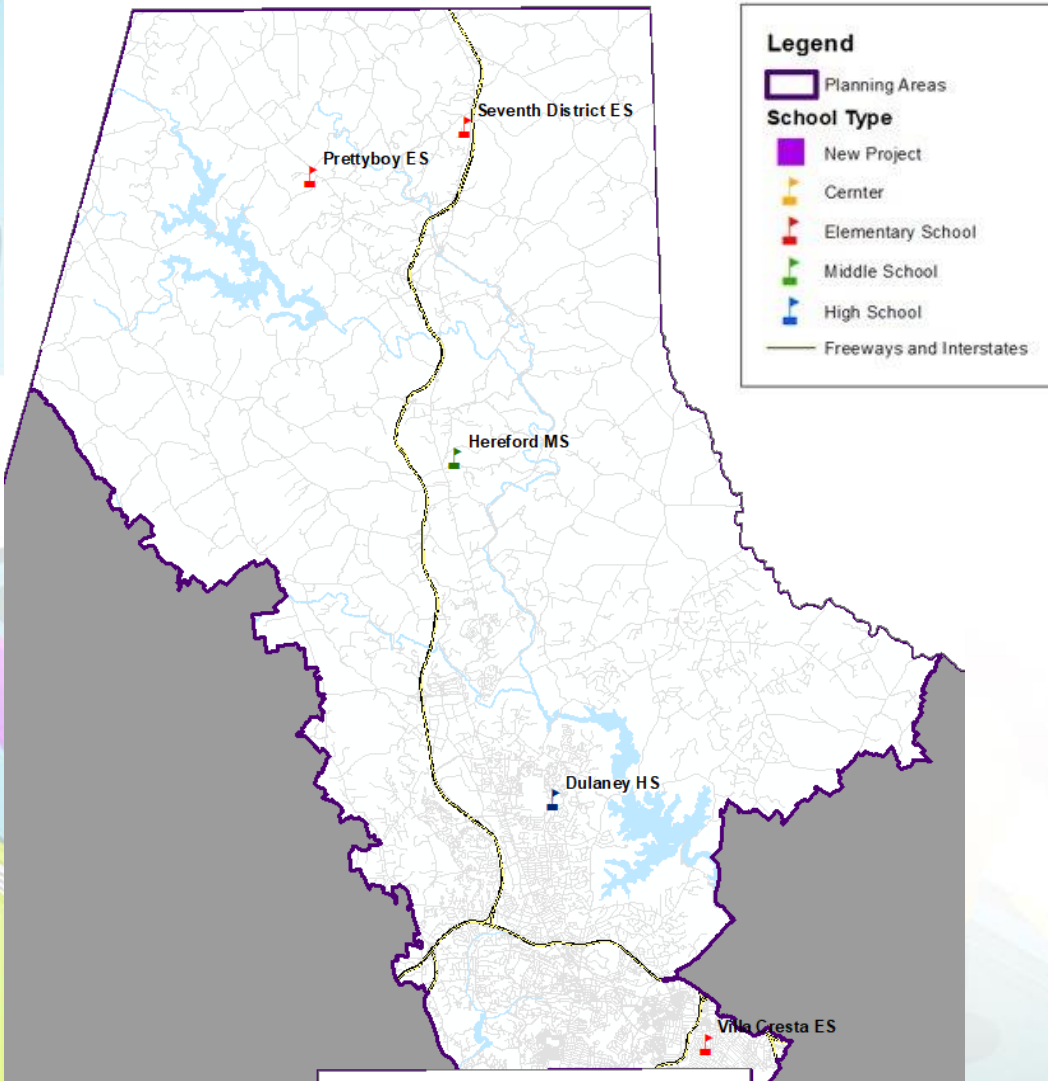 Legend
Planning Areas
School Type
New Project
Cernter
Elementary School
Middle School
High School
Freeways and Interstates
Seventh District ES
Prettyboy ES
Hereford MS
Dulaney HS
Villa Cresta ES